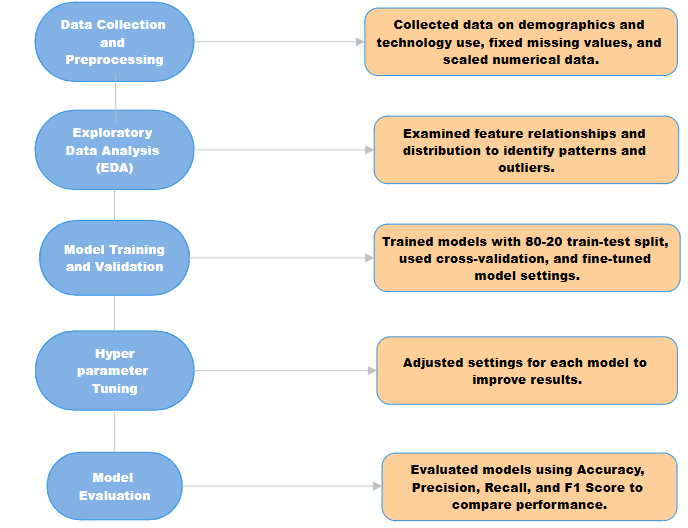 Data Collection
and
Preprocessing
Collected data on demographics and
technology use, fixed missing values, and
scaled numerical data.
Exploratory
Data Analysis
(EDA)
Examined feature relationships and
distribution to identify patterns and
outliers.
Model Training
and Validation
Trained models with 80-20 train-test split,
used cross-validation, and fine-tuned
model settings.
Hyper
parameter
Tuning
Adjusted settings for each model to
improve results.
Model
Evaluation
Evaluated models using Accuracy,
Precision, Recall, and F1 Score to
compare performance.